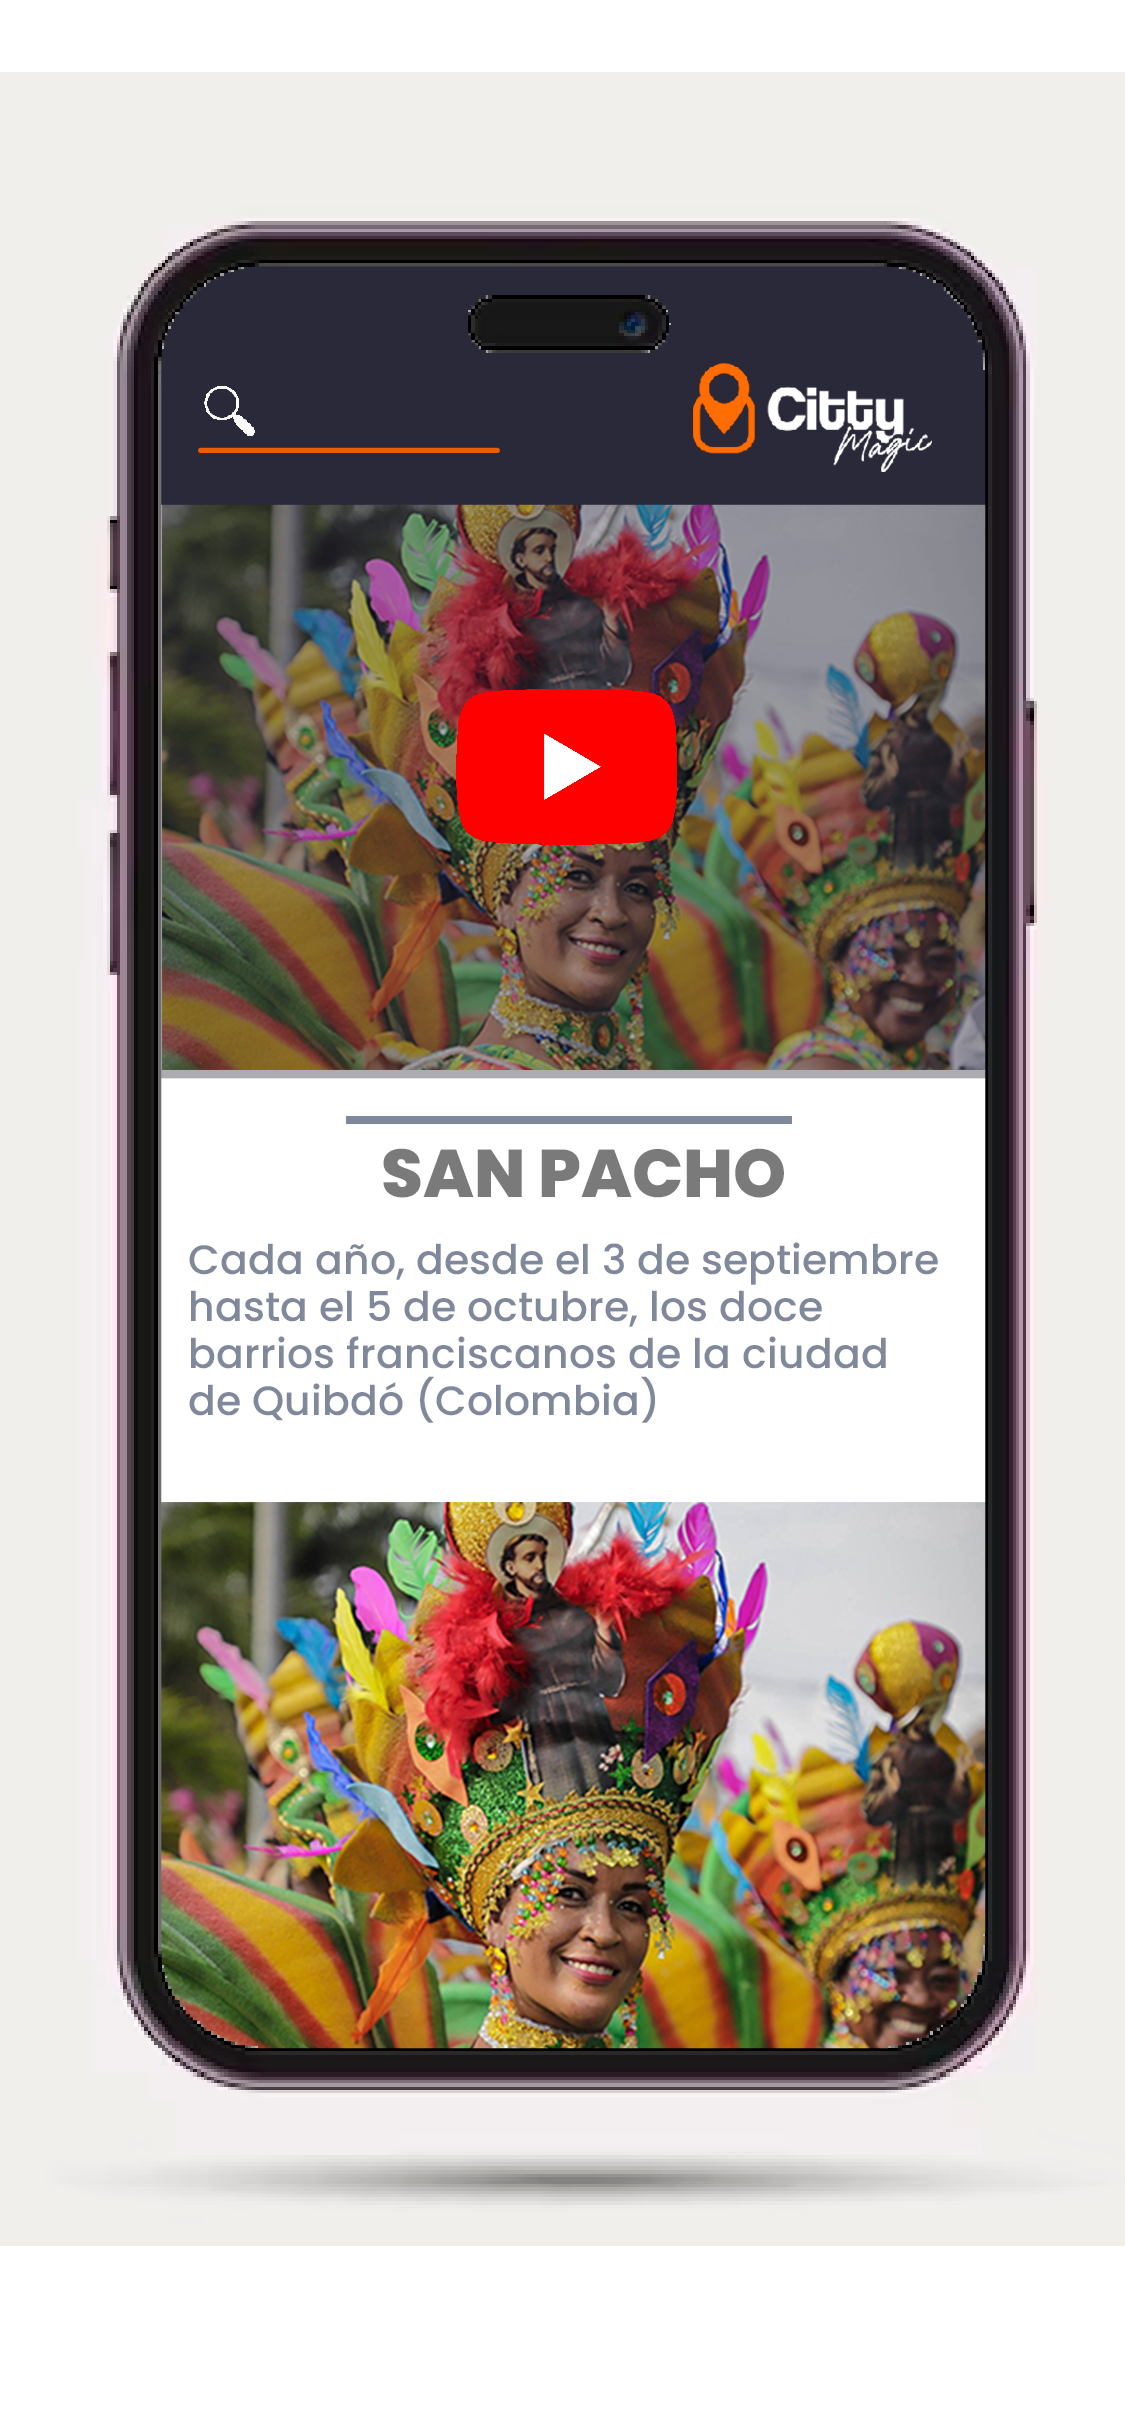 Citty
Magic
SAN PACHO
Cada año, desde el 3 de septiembre
hasta el 5 de octubre, los doce
barrios franciscanos de la ciudad
de Quibdó (Colombia)